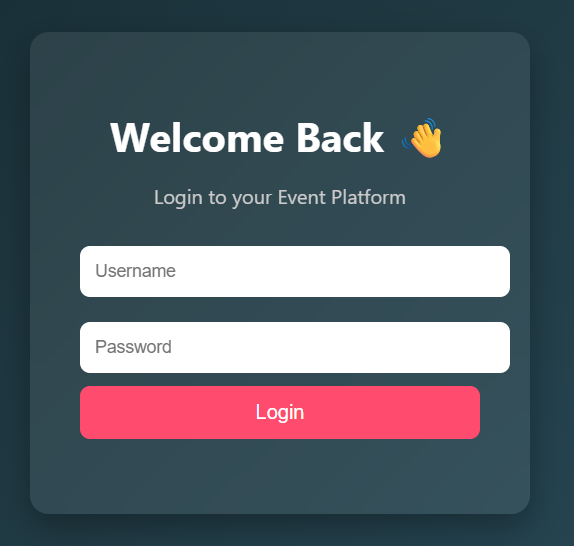 Welcome Back 👋
Login to your Event Platform
Username
Password
Login